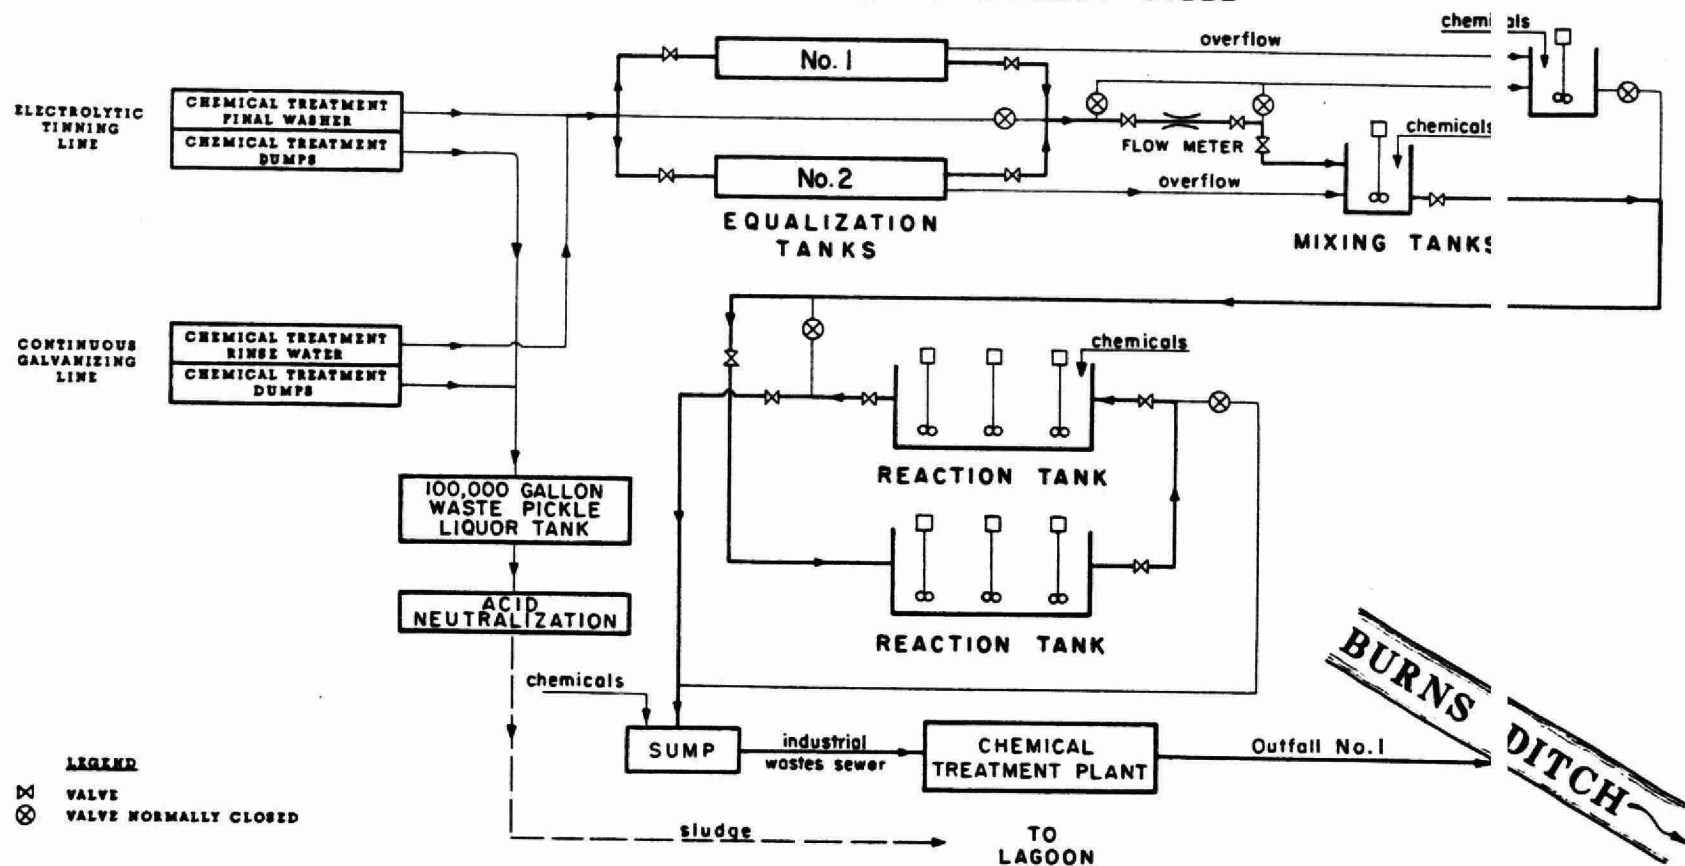 chemicals
overflow
No. 1
ELECTROLYTIC
TINNING
LINE
CHEMICAL TREATMENT
FINAL WASHER
CHEMICAL TREATMENT
DUMPS
chemicals
FLOW METER
No. 2
overflow
EQUALIZATION
TANKS
MIXING TANKS
CONTINUOUS
GALVANIZING
LINE
CHEMICAL TREATMENT
RINSE WATER
CHEMICAL TREATMENT
DUMPS
chemicals
REACTION TANK
100,000 GALLON
WASTE PICKLE
LIQUOR TANK
ACID
NEUTRALIZATION
REACTION TANK
chemicals
SUMP
industrial
wastes sewer
CHEMICAL
TREATMENT PLANT
Outfall No. 1
BURNS DITCH
LEGEND
VALVE
VALVE NORMALLY CLOSED
sludge
TO
LAGOON